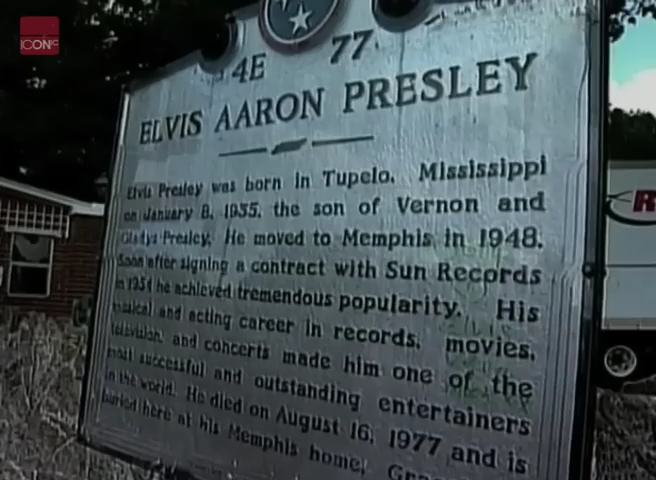 ICONIC
4E 77
ELVIS AARON PRESLEY
Elvis Presley was born in Tupelo, Mississippi
on January 8, 1935, the son of Vernon and
Gladys Presley. He moved to Memphis in 1948.
Soon after signing a contract with Sun Records
in 1954 he achieved tremendous popularity. His
musical and acting career in records, movies,
television, and concerts made him one of the
most successful and outstanding entertainers
in the world. He died on August 16, 1977 and is
buried here at his Memphis home,
R